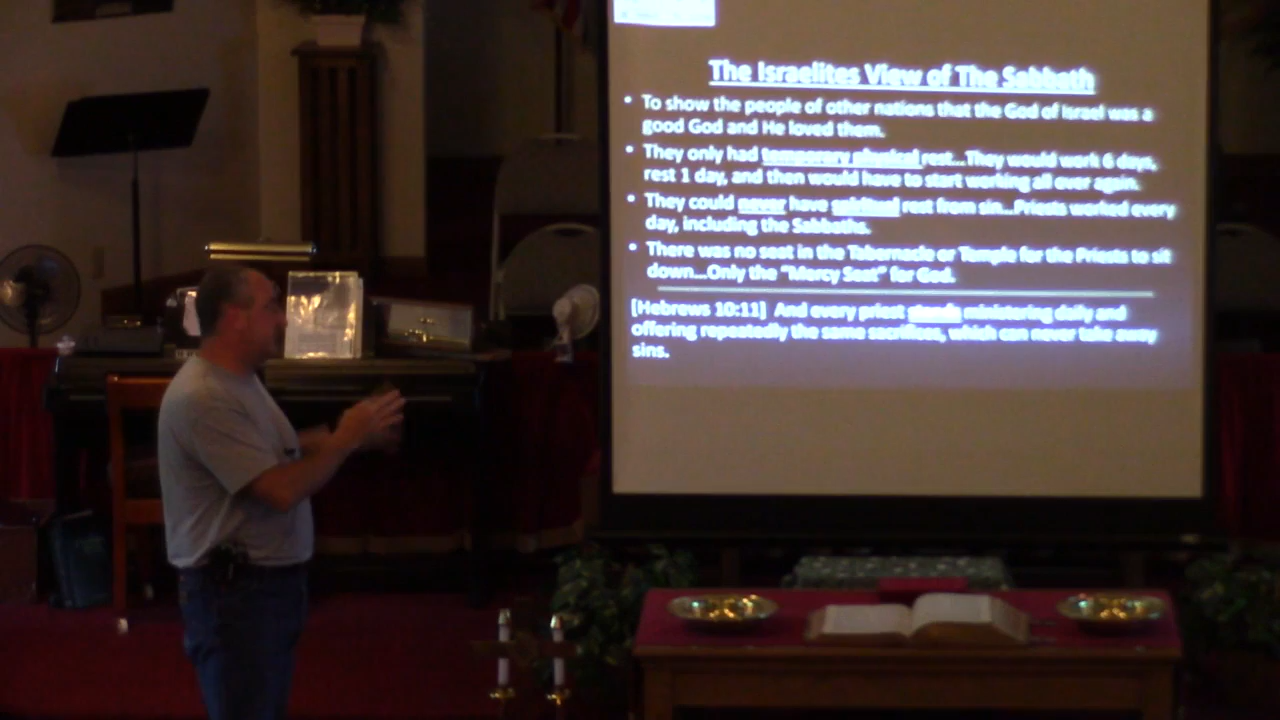 The Israelites View of The Sabbath
• To show the people of other nations that the God of Israel was a
good God and He loved them.
• They only had temporary physical rest...They would work 6 days,
rest 1 day, and then would have to start working all over again.
• They could never have spiritual rest from sin...Priests worked every
day, including the Sabbaths.
• There was no seat in the Tabernacle or Temple for the Priests to sit
down...Only the "Mercy Seat" for God.
[Hebrews 10:11] And every priest stands ministering daily and
offering repeatedly the same sacrifices, which can never take away
sins.